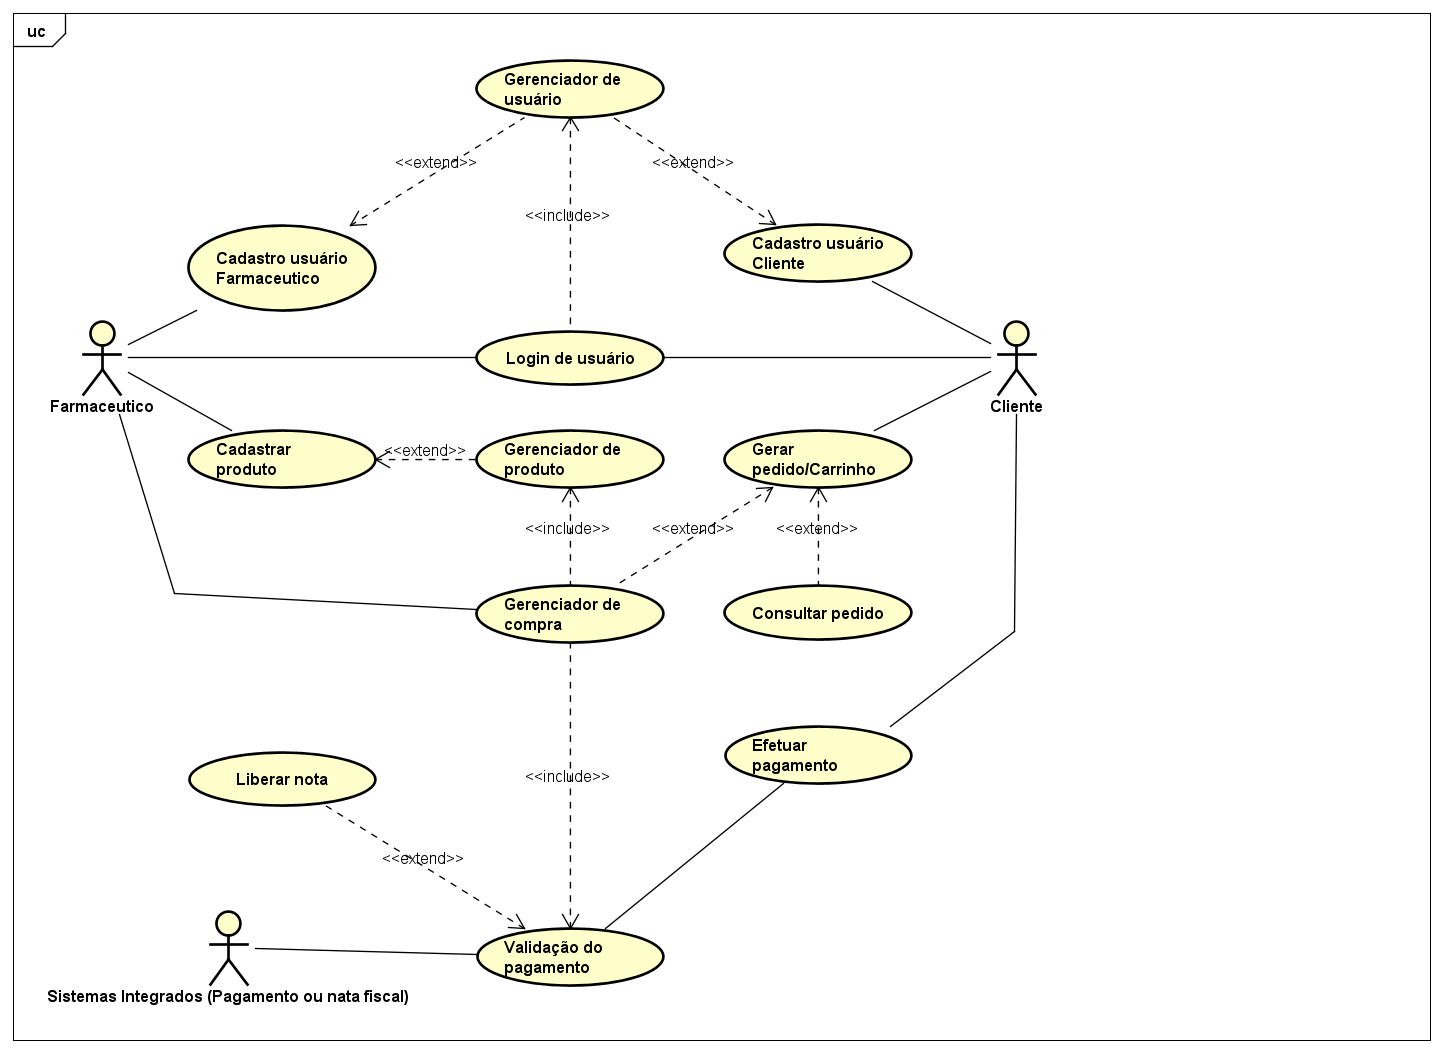 uc
Gerenciador de
usuário
<<extend>>
<<extend>>
<<include>>
Cadastro usuário
Farmaceutico
Cadastro usuário
Cliente
Login de usuário
Farmaceutico
Cliente
Cadastrar
produto
<<extend>>
Gerenciador de
produto
Gerar
pedido/Carrinho
<<include>>
<<extend>>
<<extend>>
Gerenciador de
compra
Consultar pedido
Efetuar
pagamento
Liberar nota
<<include>>
<<extend>>
Validação do
pagamento
Sistemas Integrados (Pagamento ou nata fiscal)